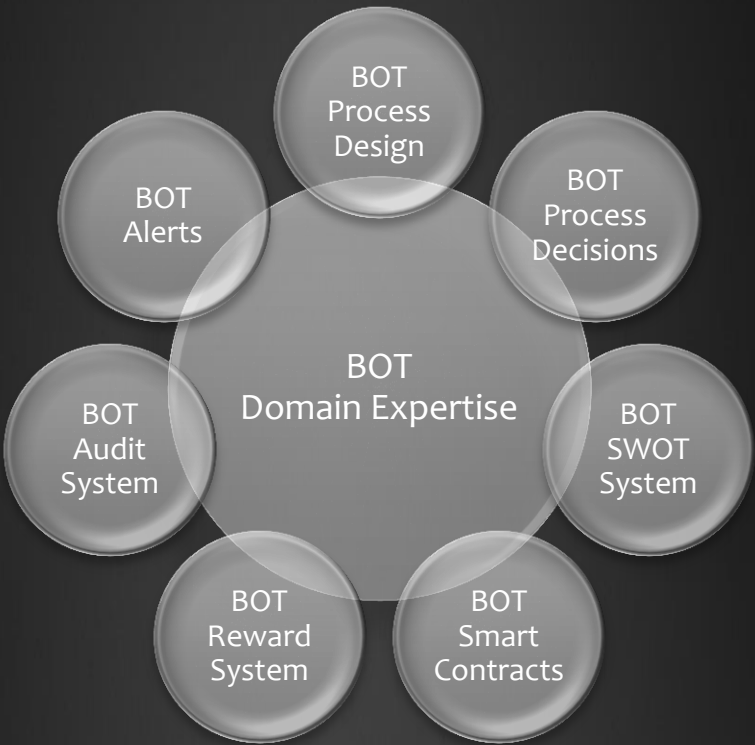 BOT
Process
Design
BOT
Process
Decisions
BOT
SWOT
System
BOT
Smart
Contracts
BOT
Reward
System
BOT
Audit
System
BOT
Alerts
BOT
Domain Expertise